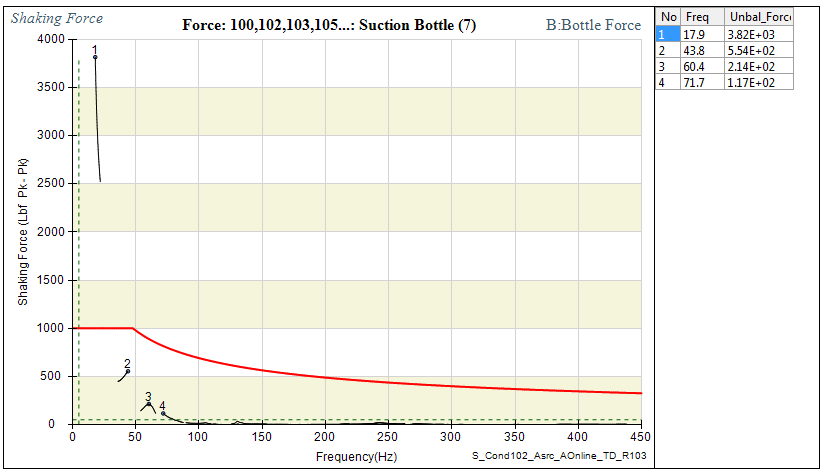 Shaking Force
Force: 100,102,103,105...: Suction Bottle (7)
B:Bottle Force
4000
3500
3000
2500
2000
1500
1000
500
0
Shaking Force (Lbf Pk - Pk)
1
2
3
4
0 50 100 150 200 250 300 350 400 450
Frequency(Hz)
S_Cond102_Asrc_AOnline_TD_R103
No Freq Unbal_Forc
1 17.9 3.82E+03
2 43.8 5.54E+02
3 60.4 2.14E+02
4 71.7 1.17E+02